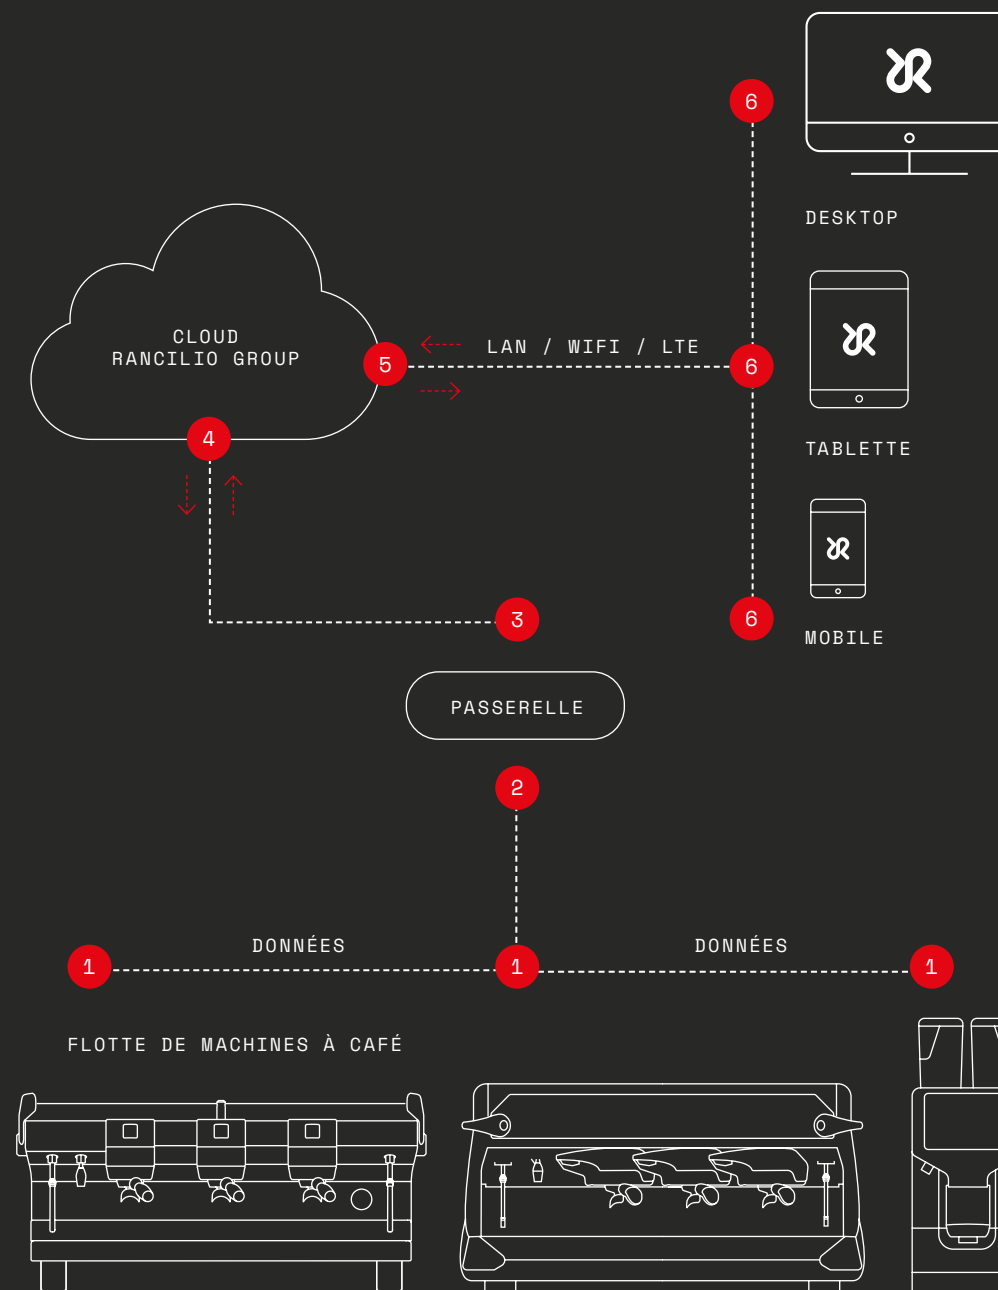 6
DESKTOP
CLOUD
RANCILIO GROUP
5
LAN / WIFI / LTE
6
4
TABLETTE
3
6
MOBILE
PASSERELLE
2
DONNÉES
DONNÉES
1
1
1
FLOTTE DE MACHINES À CAFÉ